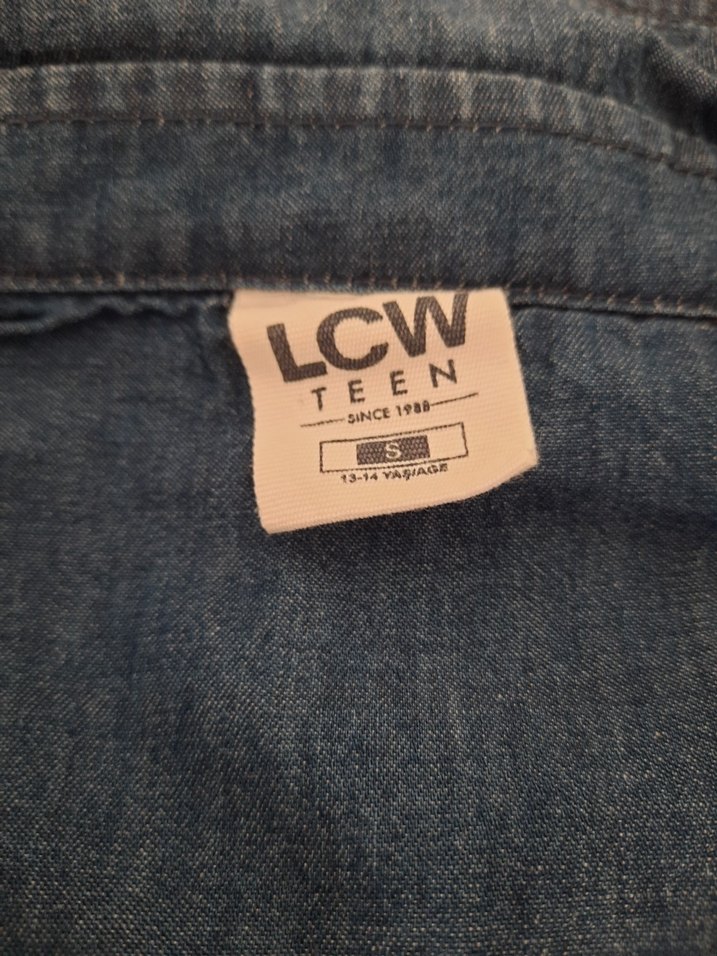 LCW
TEEN
SINCE 1988
S
13-14 YAŞ/AGE